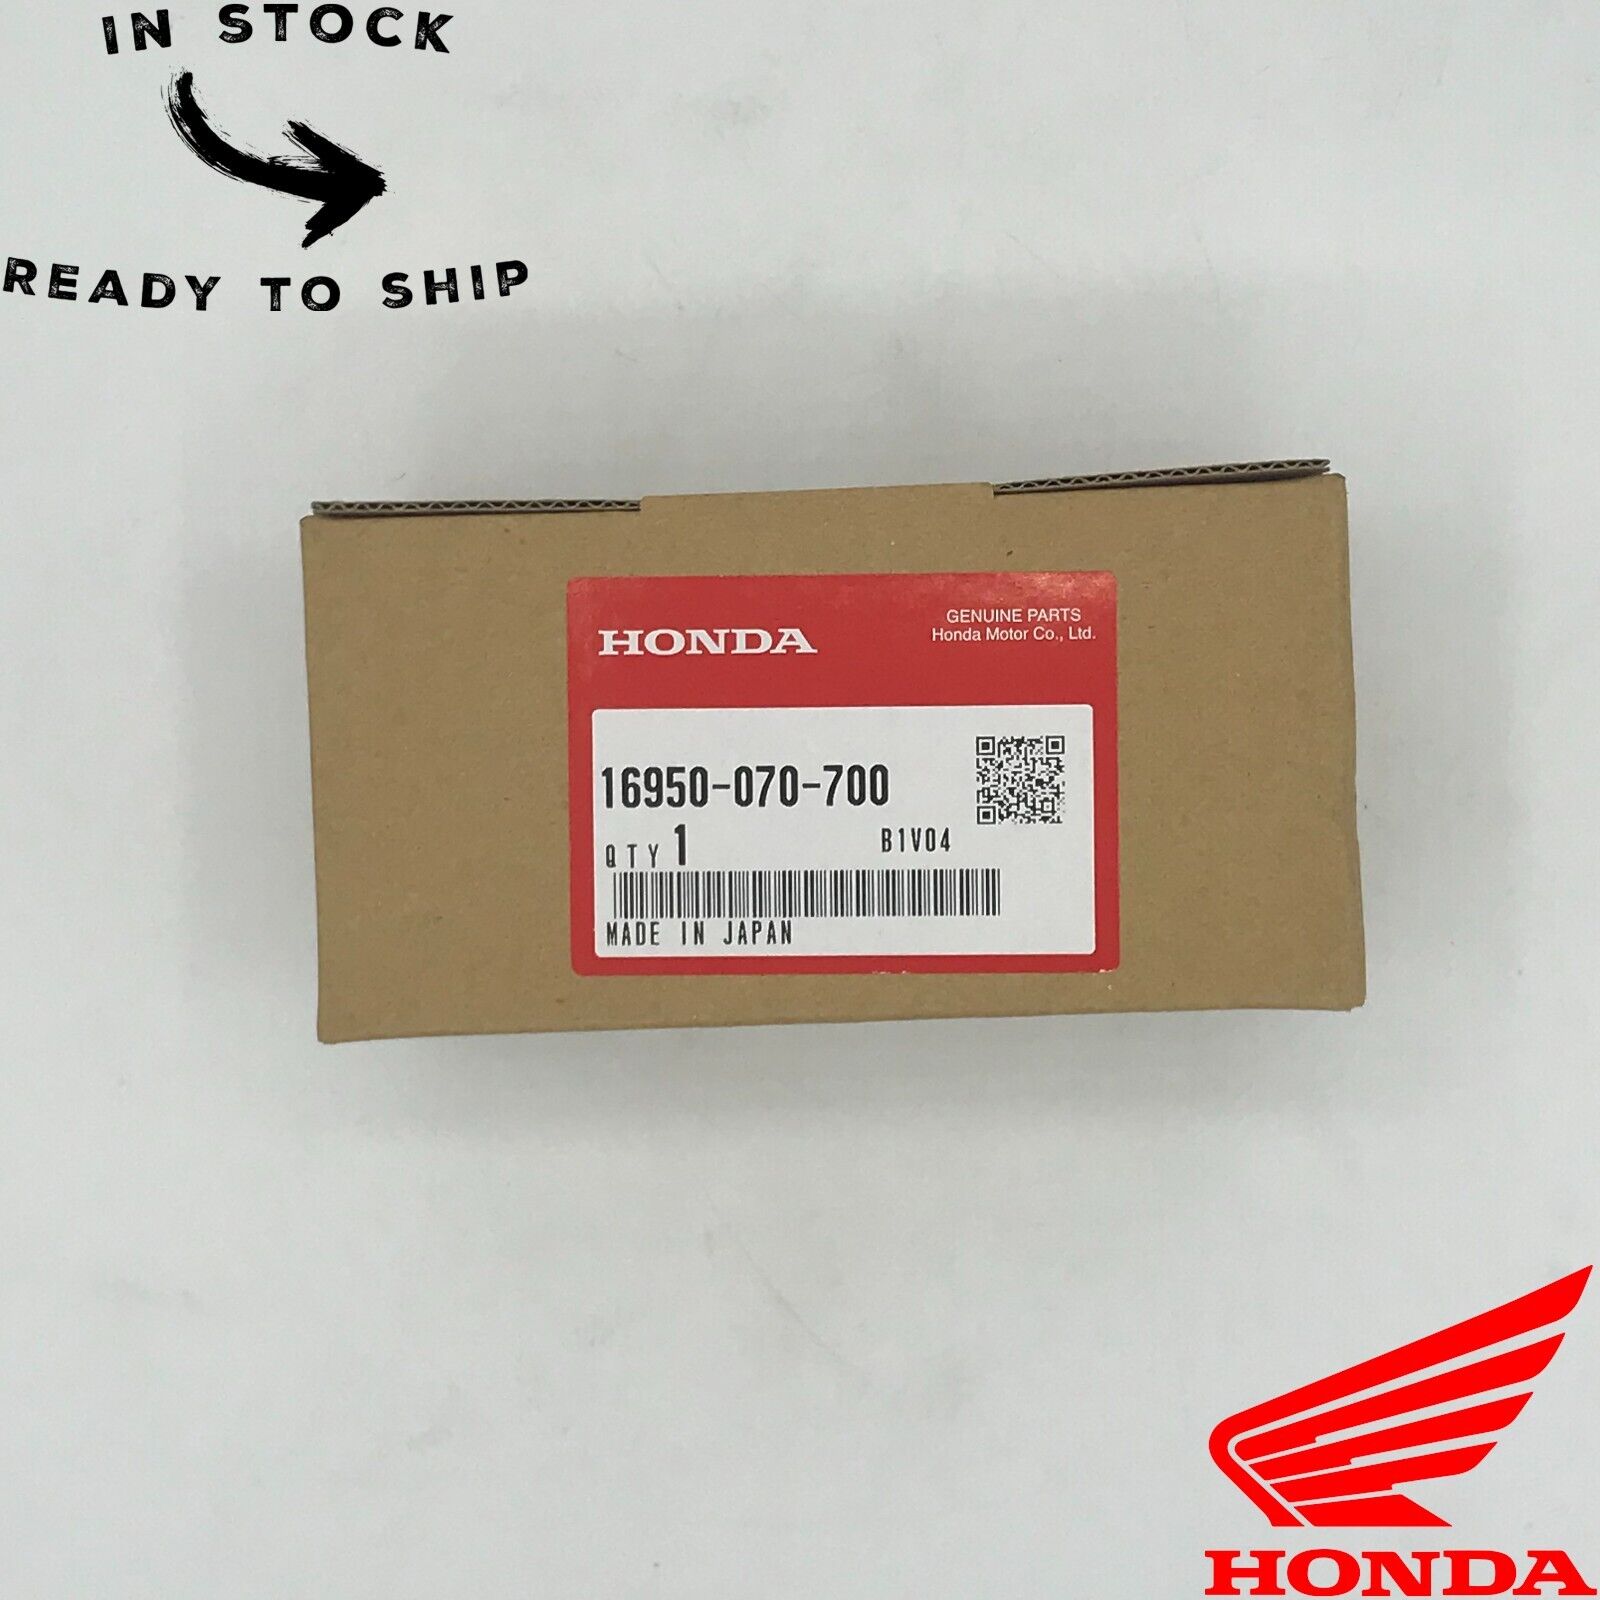 IN STOCK
READY TO SHIP
HONDA
GENUINE PARTS
Honda Motor Co., Ltd.
16950-070-700
QTY 1
B1V04
MADE IN JAPAN
HONDA